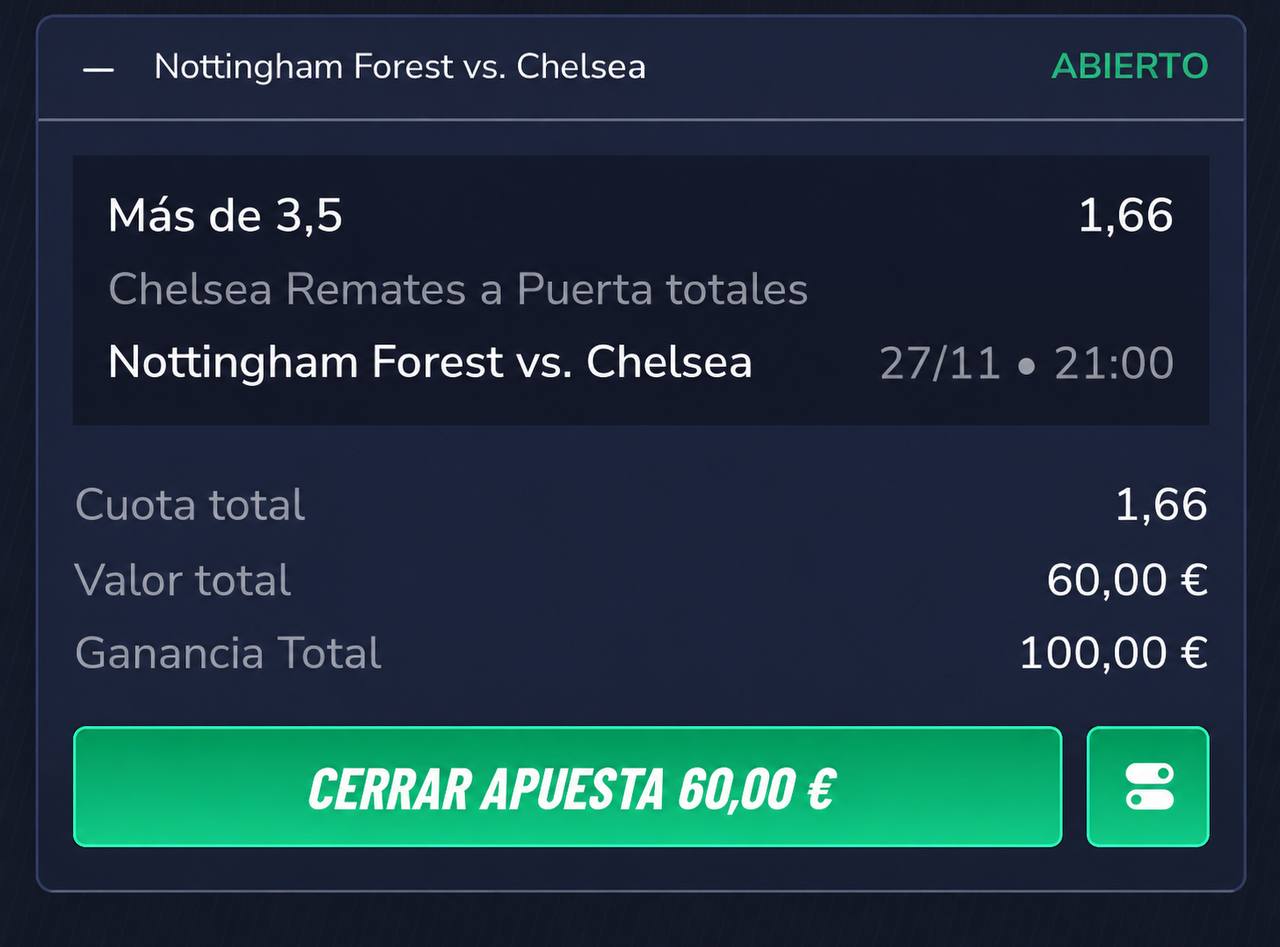 — Nottingham Forest vs. Chelsea ABIERTO
Más de 3,5 1,66
Chelsea Remates a Puerta totales
Nottingham Forest vs. Chelsea 27/11 • 21:00
Cuota total 1,66
Valor total 60,00 €
Ganancia Total 100,00 €
CERRAR APUESTA 60,00 €